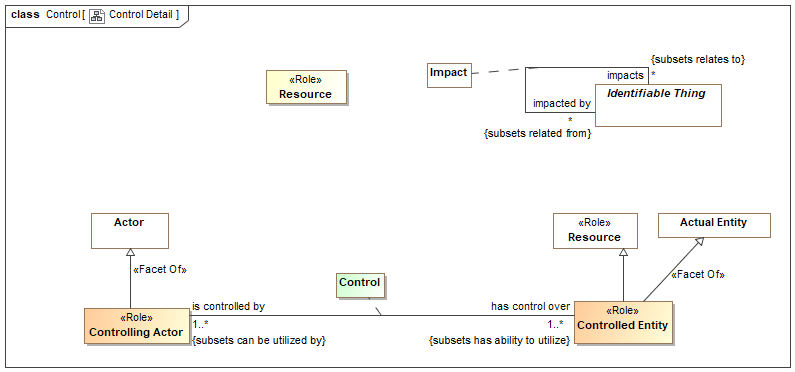 class Control[ Control Detail ]
«Role»
Resource
Impact
{subsets relates to}
impacts *
Identifiable Thing
impacted by
*
{subsets related from}
Actor
«Role»
Resource
Actual Entity
«Facet Of»
«Facet Of»
Control
«Role»
Controlling Actor
is controlled by
1..*
{subsets can be utilized by}
has control over
1..*
{subsets has ability to utilize}
«Role»
Controlled Entity